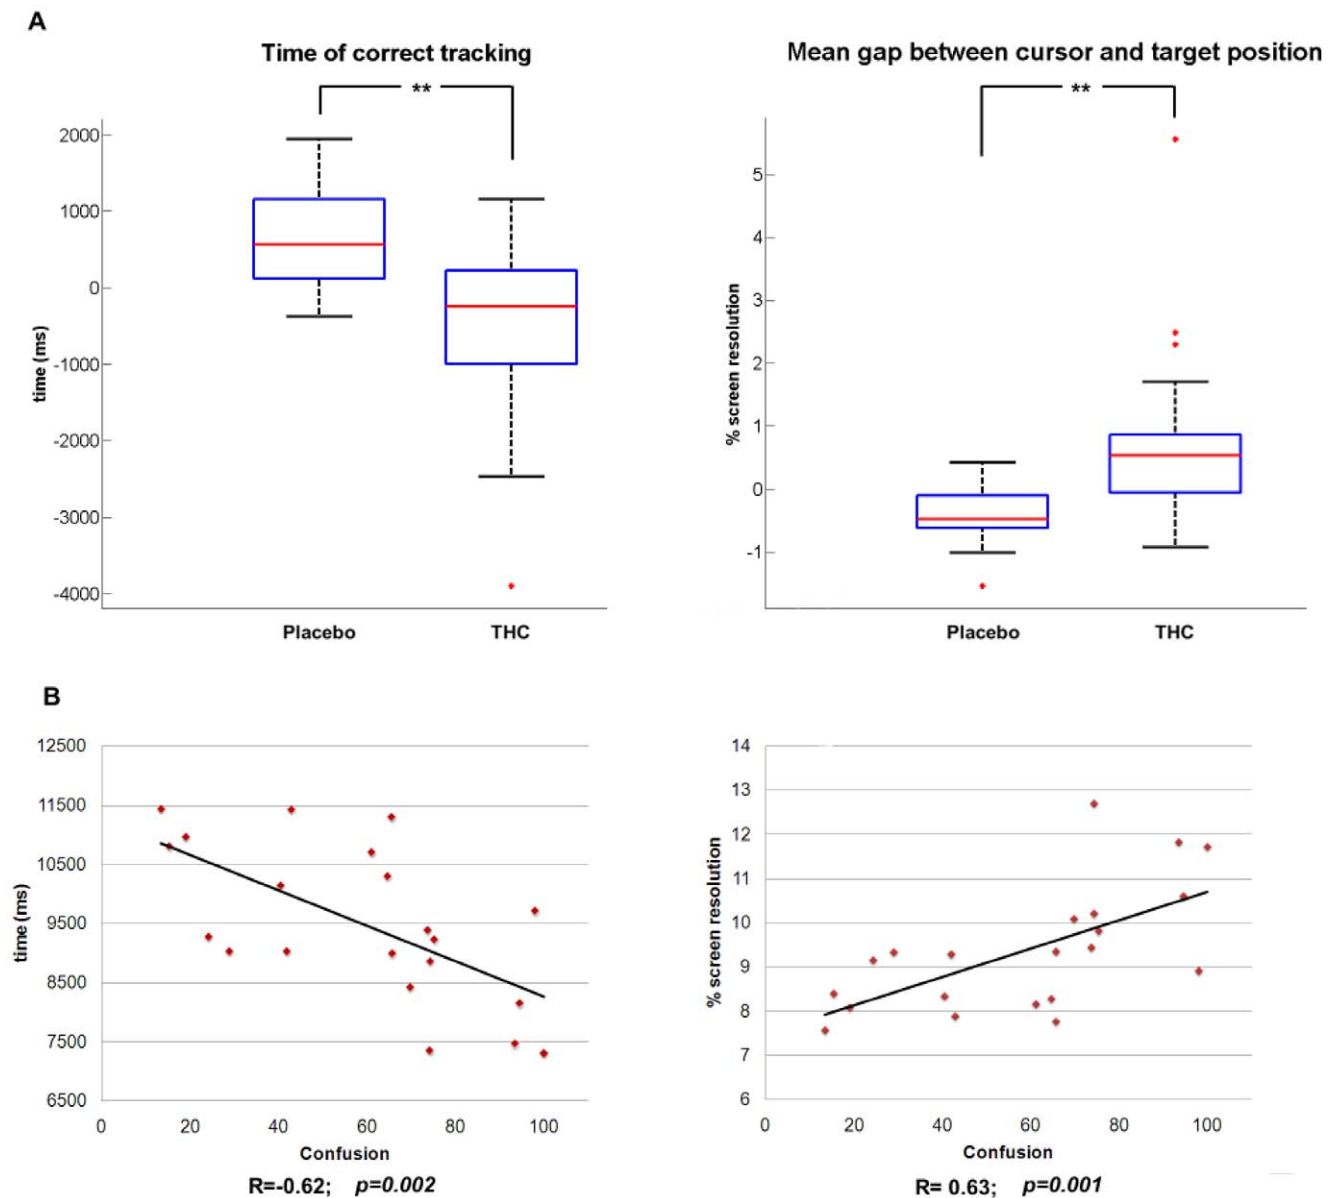 A
Time of correct tracking
Mean gap between cursor and target position
**
**
time (ms)
2000
1000
0
-1000
-2000
-3000
-4000
Placebo
THC
% screen resolution
5
4
3
2
1
0
-1
Placebo
THC
B
time (ms)
12500
11500
10500
9500
8500
7500
6500
0
20
40
60
80
100
Confusion
R=-0.62; p=0.002
% screen resolution
14
13
12
11
10
9
8
7
6
0
20
40
60
80
100
Confusion
R= 0.63; p=0.001